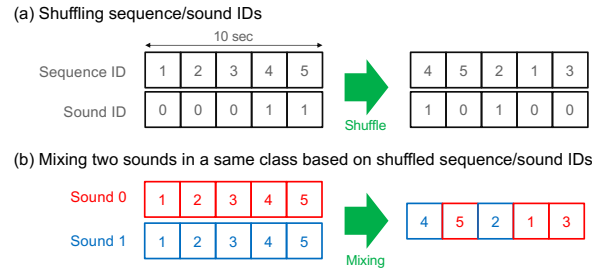 (a) Shuffling sequence/sound IDs
10 sec
Sequence ID 1 2 3 4 5 4 5 2 1 3
Sound ID 0 0 0 1 1 1 0 1 0 0
Shuffle
(b) Mixing two sounds in a same class based on shuffled sequence/sound IDs
Sound 0 1 2 3 4 5
4 5 2 1 3
Sound 1 1 2 3 4 5
Mixing